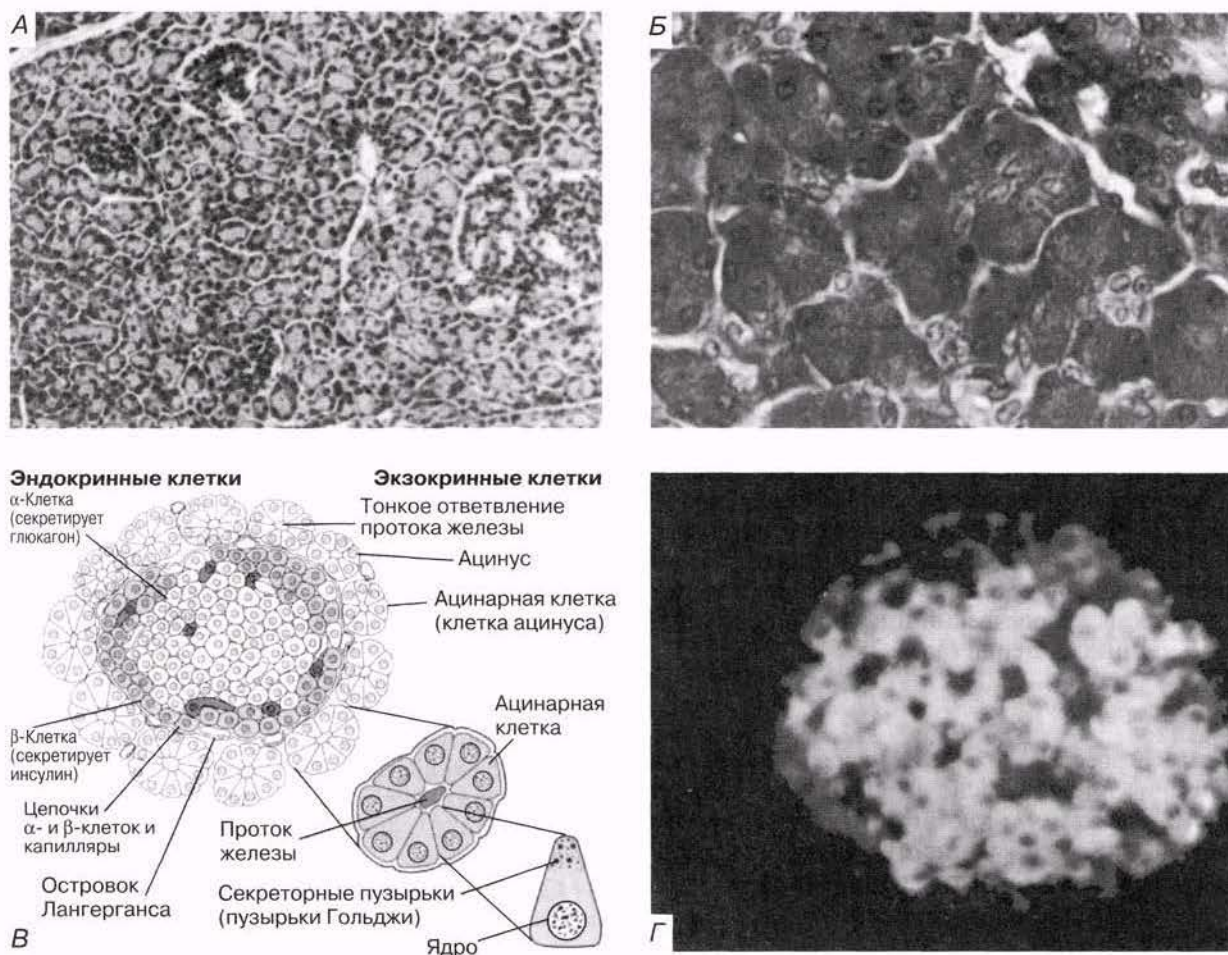 А
Б
Эндокринные клетки
α-Клетка
(секретирует
глюкагон)
β-Клетка
(секретирует
инсулин)
Цепочки
α- и β-клеток и
капилляры
Островок
Лангерганса
В
Экзокринные клетки
Тонкое ответвление
протока железы
Ацинус
Ацинарная клетка
(клетка ацинуса)
Ацинарная
клетка
Проток
железы
Секреторные пузырьки
(пузырьки Гольджи)
Ядро
Г